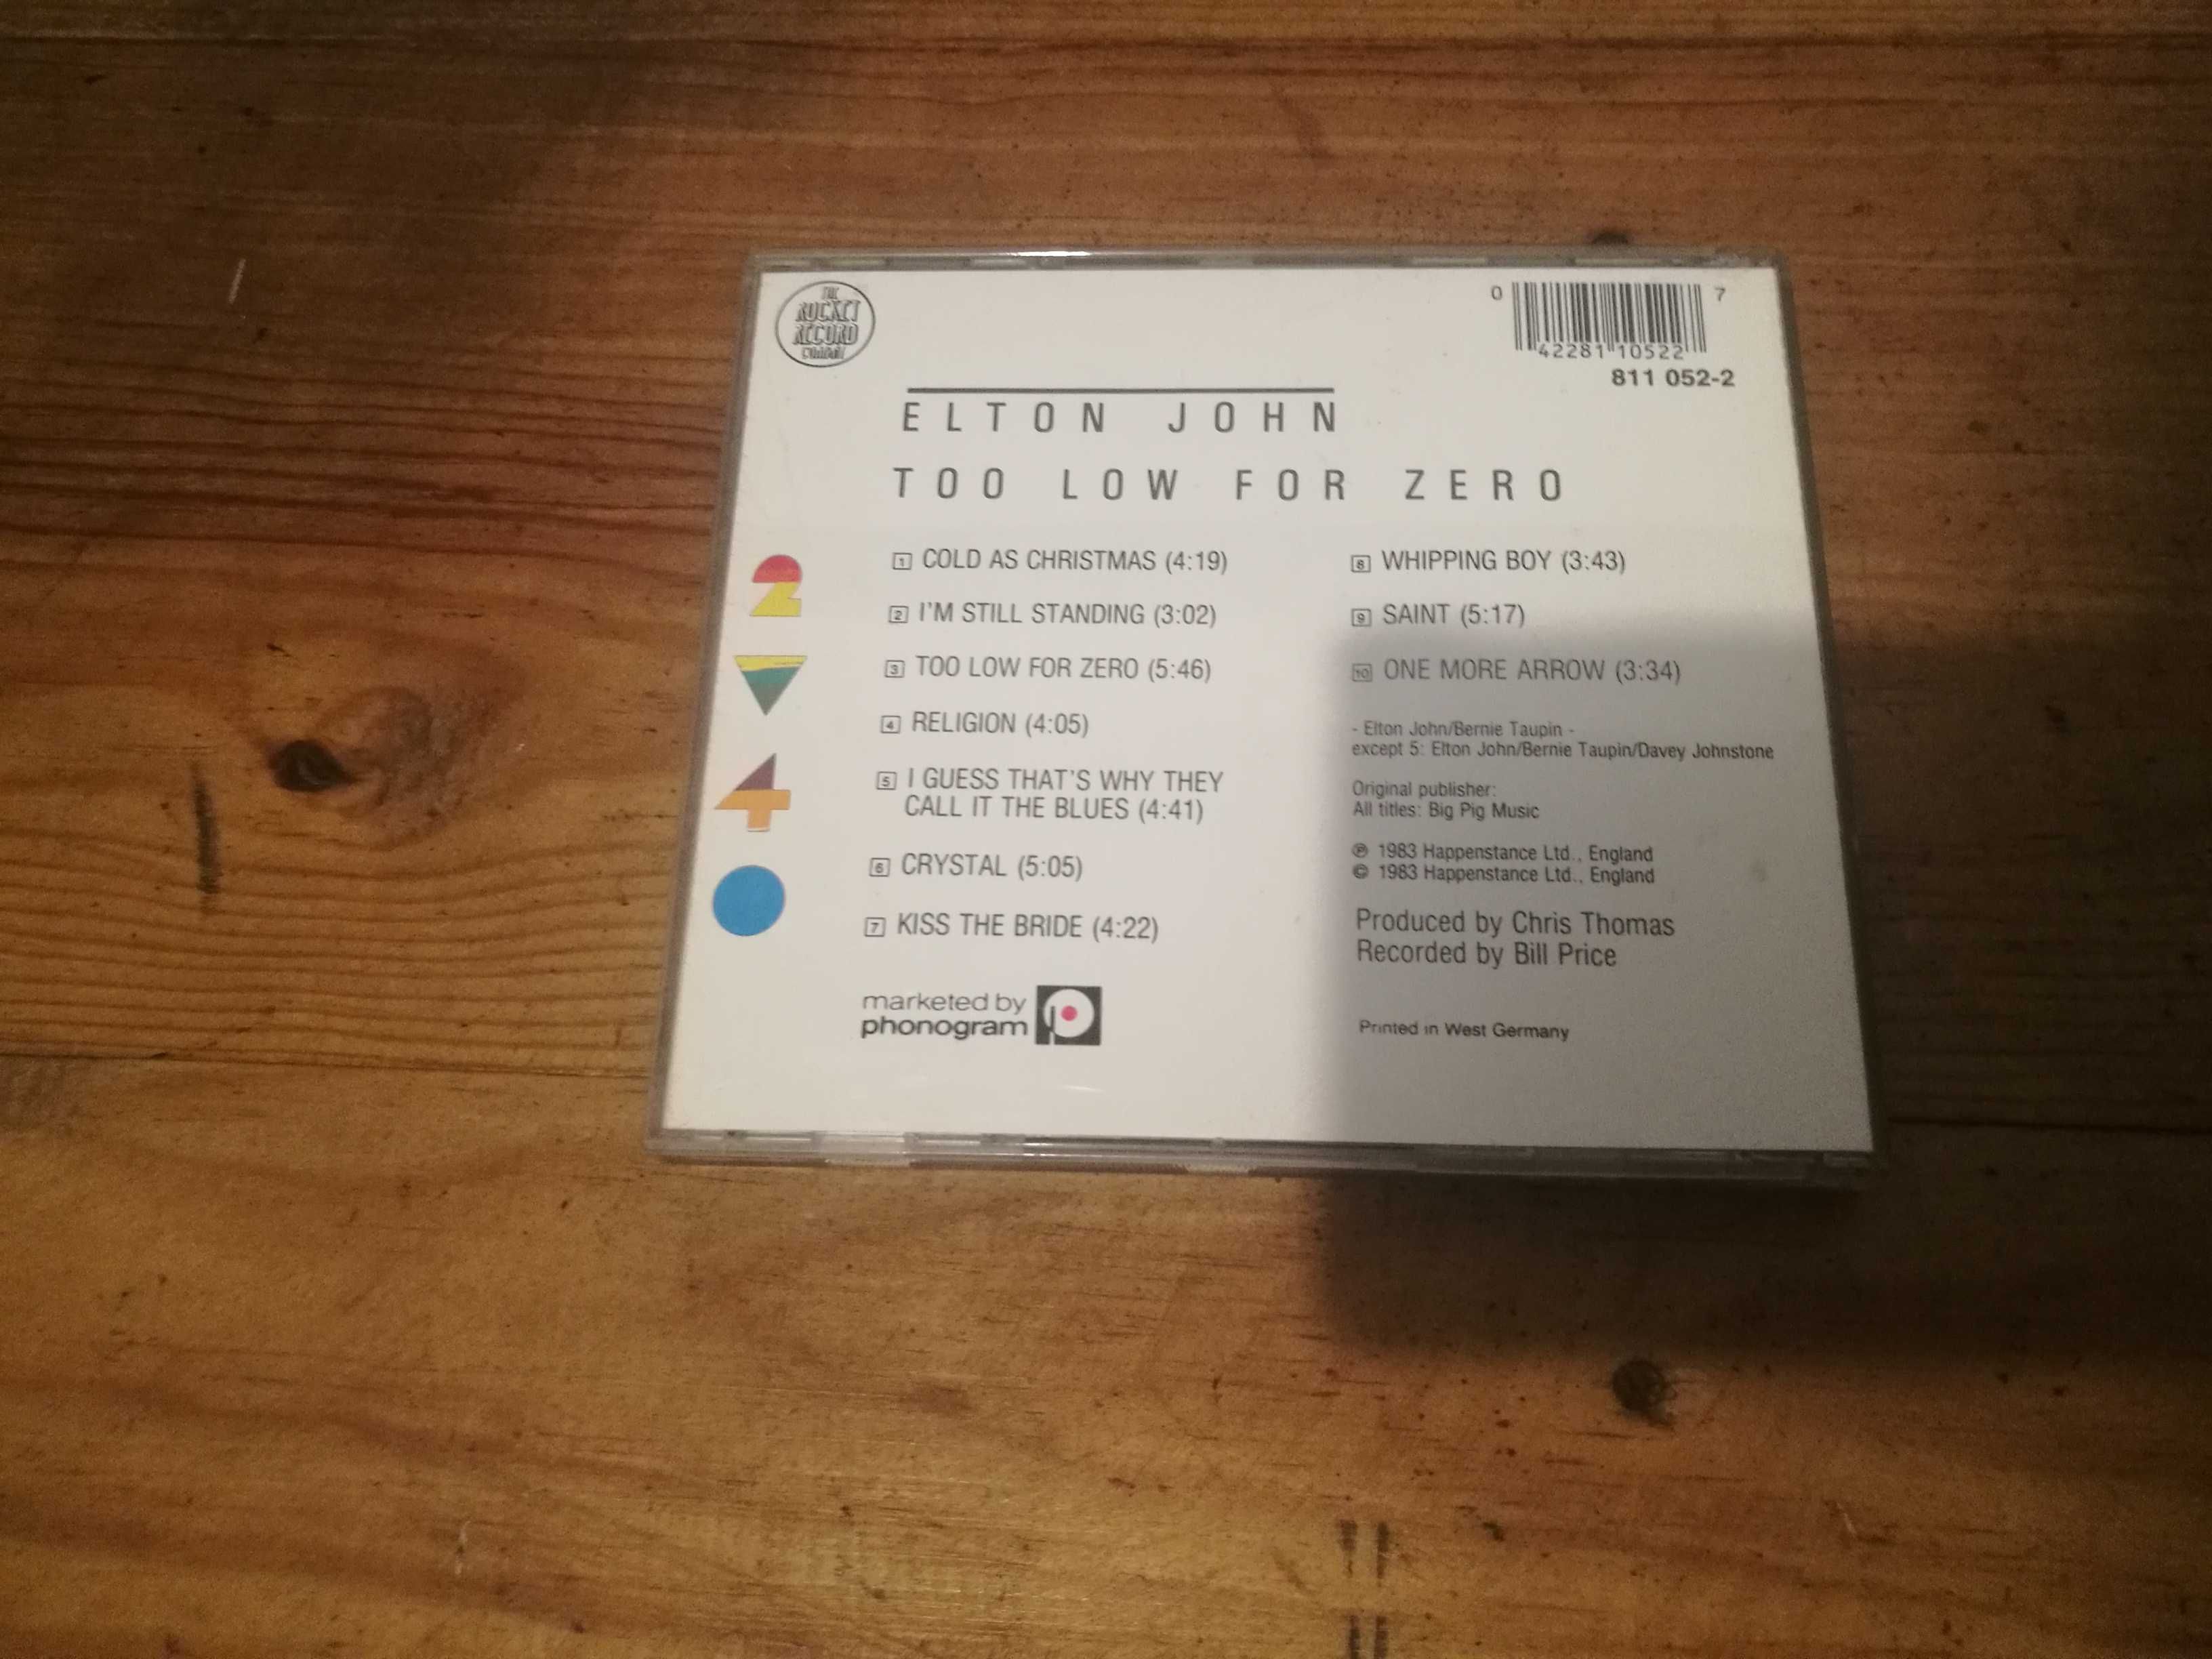 THE
ROCKET
RECORD
COMPANY
0 7
42281 10522
811 052-2
ELTON JOHN
TOO LOW FOR ZERO
2
4
1 COLD AS CHRISTMAS (4:19)
2 I'M STILL STANDING (3:02)
3 TOO LOW FOR ZERO (5:46)
4 RELIGION (4:05)
5 I GUESS THAT'S WHY THEY
CALL IT THE BLUES (4:41)
6 CRYSTAL (5:05)
7 KISS THE BRIDE (4:22)
8 WHIPPING BOY (3:43)
9 SAINT (5:17)
10 ONE MORE ARROW (3:34)
- Elton John/Bernie Taupin -
except 5: Elton John/Bernie Taupin/Davey Johnstone
Original publisher:
All titles: Big Pig Music
℗ 1983 Happenstance Ltd., England
© 1983 Happenstance Ltd., England
Produced by Chris Thomas
Recorded by Bill Price
marketed by
phonogram
Printed in West Germany